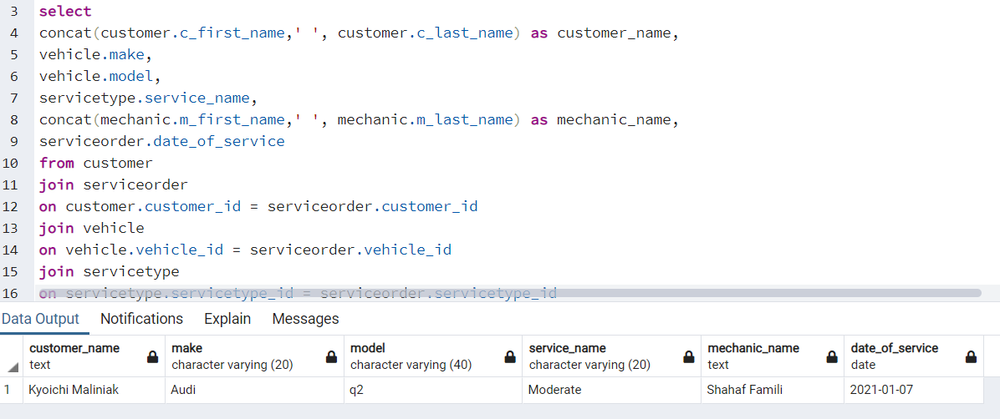 3 select
4 concat(customer.c_first_name,' ', customer.c_last_name) as customer_name,
5 vehicle.make,
6 vehicle.model,
7 servicetype.service_name,
8 concat(mechanic.m_first_name,' ', mechanic.m_last_name) as mechanic_name,
9 serviceorder.date_of_service
10 from customer
11 join serviceorder
12 on customer.customer_id = serviceorder.customer_id
13 join vehicle
14 on vehicle.vehicle_id = serviceorder.vehicle_id
15 join servicetype
16 on servicetype.servicetype_id = serviceorder.servicetype_id
Data Output Notifications Explain Messages
customer_name make model service_name mechanic_name date_of_service
text character varying (20) character varying (40) character varying (20) text date
1 Kyoichi Maliniak Audi q2 Moderate Shahaf Famili 2021-01-07